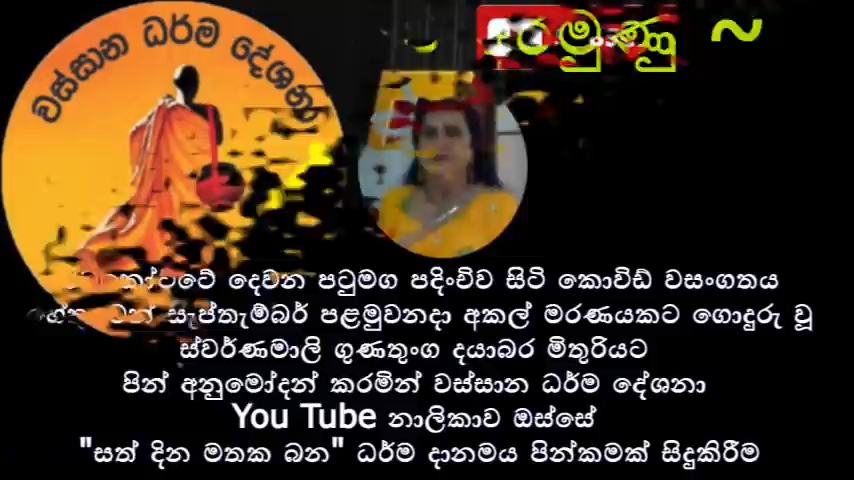 වස්සාන ධර්ම දේශනා
අරමුණු ~
දෙවන පටුමග පදිංචිව සිටි කොවිඩ් වසංගතය
සැප්තැම්බර් පළමුවනදා අකල් මරණයකට ගොදුරු වූ
ස්වර්ණමාලි ගුණතුංග දයාබර මිතුරියට
පින් අනුමෝදන් කරමින් වස්සාන ධර්ම දේශනා
You Tube නාලිකාව ඔස්සේ
"සත් දින මතක බන" ධර්ම දානමය පින්කමක් සිදුකිරීම